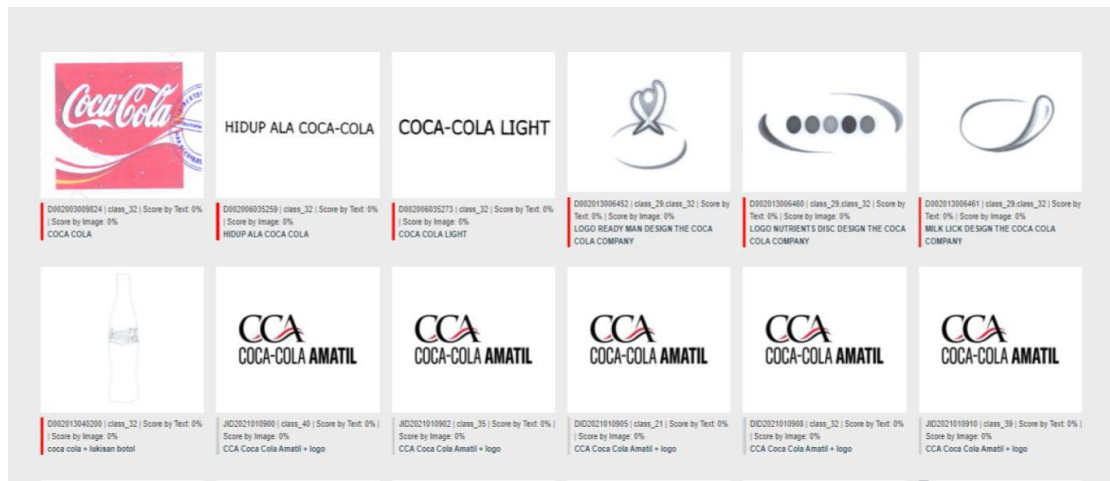 Coca-Cola
HIDUP ALA COCA-COLA
COCA-COLA LIGHT
D002003009824 | class_32 | Score by Text: 0%
| Score by Image: 0%
COCA COLA
D002006035259 | class_32 | Score by Text: 0%
| Score by Image: 0%
HIDUP ALA COCA COLA
D002006035273 | class_32 | Score by Text: 0%
| Score by Image: 0%
COCA COLA LIGHT
D002013006452 | class_29,class_32 | Score by
Text: 0% | Score by Image: 0%
LOGO READY MAN DESIGN THE COCA
COLA COMPANY
D002013006460 | class_29,class_32 | Score by
Text: 0% | Score by Image: 0%
LOGO NUTRIENTS DISC DESIGN THE COCA
COLA COMPANY
D002013006461 | class_29,class_32 | Score by
Text: 0% | Score by Image: 0%
MILK LICK DESIGN THE COCA COLA
COMPANY
CCA
COCA-COLA AMATIL
CCA
COCA-COLA AMATIL
CCA
COCA-COLA AMATIL
CCA
COCA-COLA AMATIL
CCA
COCA-COLA AMATIL
D002013040200 | class_32 | Score by Text: 0%
| Score by Image: 0%
coca cola + lukisan botol
JID2021010900 | class_40 | Score by Text: 0% |
Score by Image: 0%
CCA Coca Cola Amatil + logo
JID2021010902 | class_35 | Score by Text: 0% |
Score by Image: 0%
CCA Coca Cola Amatil + logo
DID2021010905 | class_21 | Score by Text: 0%
| Score by Image: 0%
CCA Coca Cola Amatil + logo
DID2021010908 | class_32 | Score by Text: 0%
| Score by Image: 0%
CCA Coca Cola Amatil + logo
JID2021010910 | class_39 | Score by Text: 0% |
Score by Image: 0%
CCA Coca Cola Amatil + logo